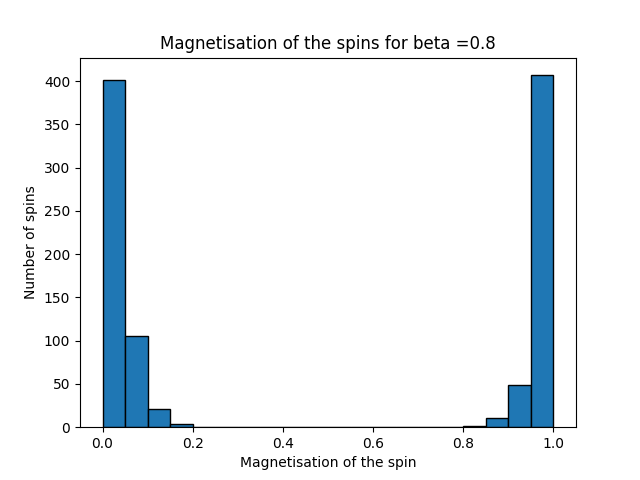 Magnetisation of the spins for beta =0.8
400
350
300
250
200
150
100
50
0
Number of spins
0.0 0.2 0.4 0.6 0.8 1.0
Magnetisation of the spin